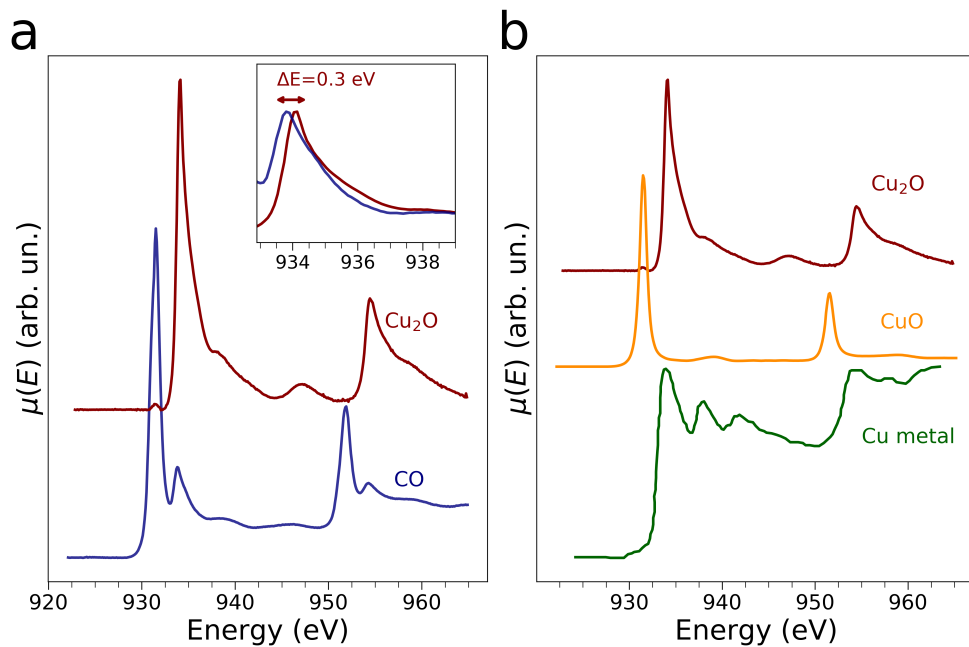 a
b
ΔE=0.3 eV
934 936 938
Cu₂O
CO
μ(E) (arb. un.)
920 930 940 950 960
Energy (eV)
Cu₂O
CuO
Cu metal
μ(E) (arb. un.)
930 940 950 960
Energy (eV)